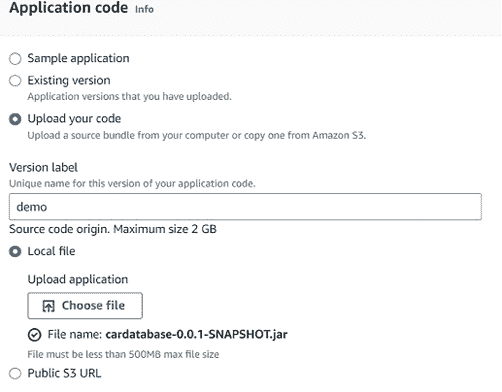 Application code Info
Sample application
Existing version
Application versions that you have uploaded.
Upload your code
Upload a source bundle from your computer or copy one from Amazon S3.
Version label
Unique name for this version of your application code.
demo
Source code origin. Maximum size 2 GB
Local file
Upload application
Choose file
File name: cardatabase-0.0.1-SNAPSHOT.jar
File must be less than 500MB max file size
Public S3 URL